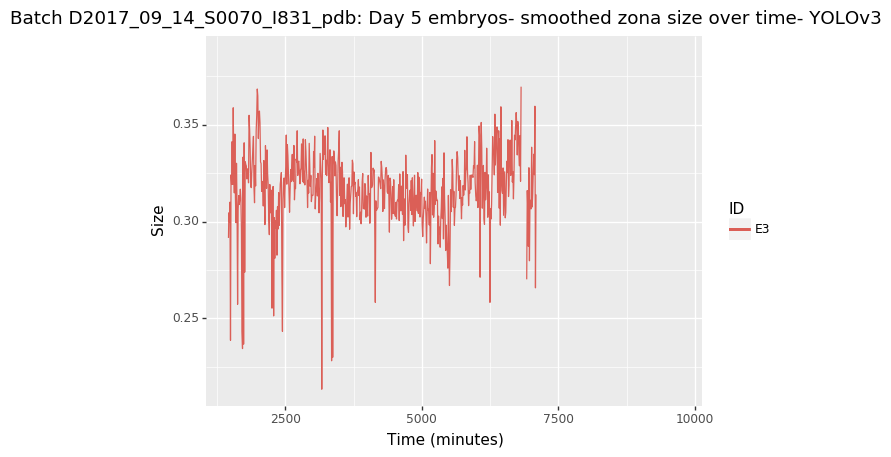 Batch D2017_09_14_S0070_I831_pdb: Day 5 embryos- smoothed zona size over time- YOLOv3
0.35
0.30
0.25
Size
2500 5000 7500 10000
Time (minutes)
ID
E3